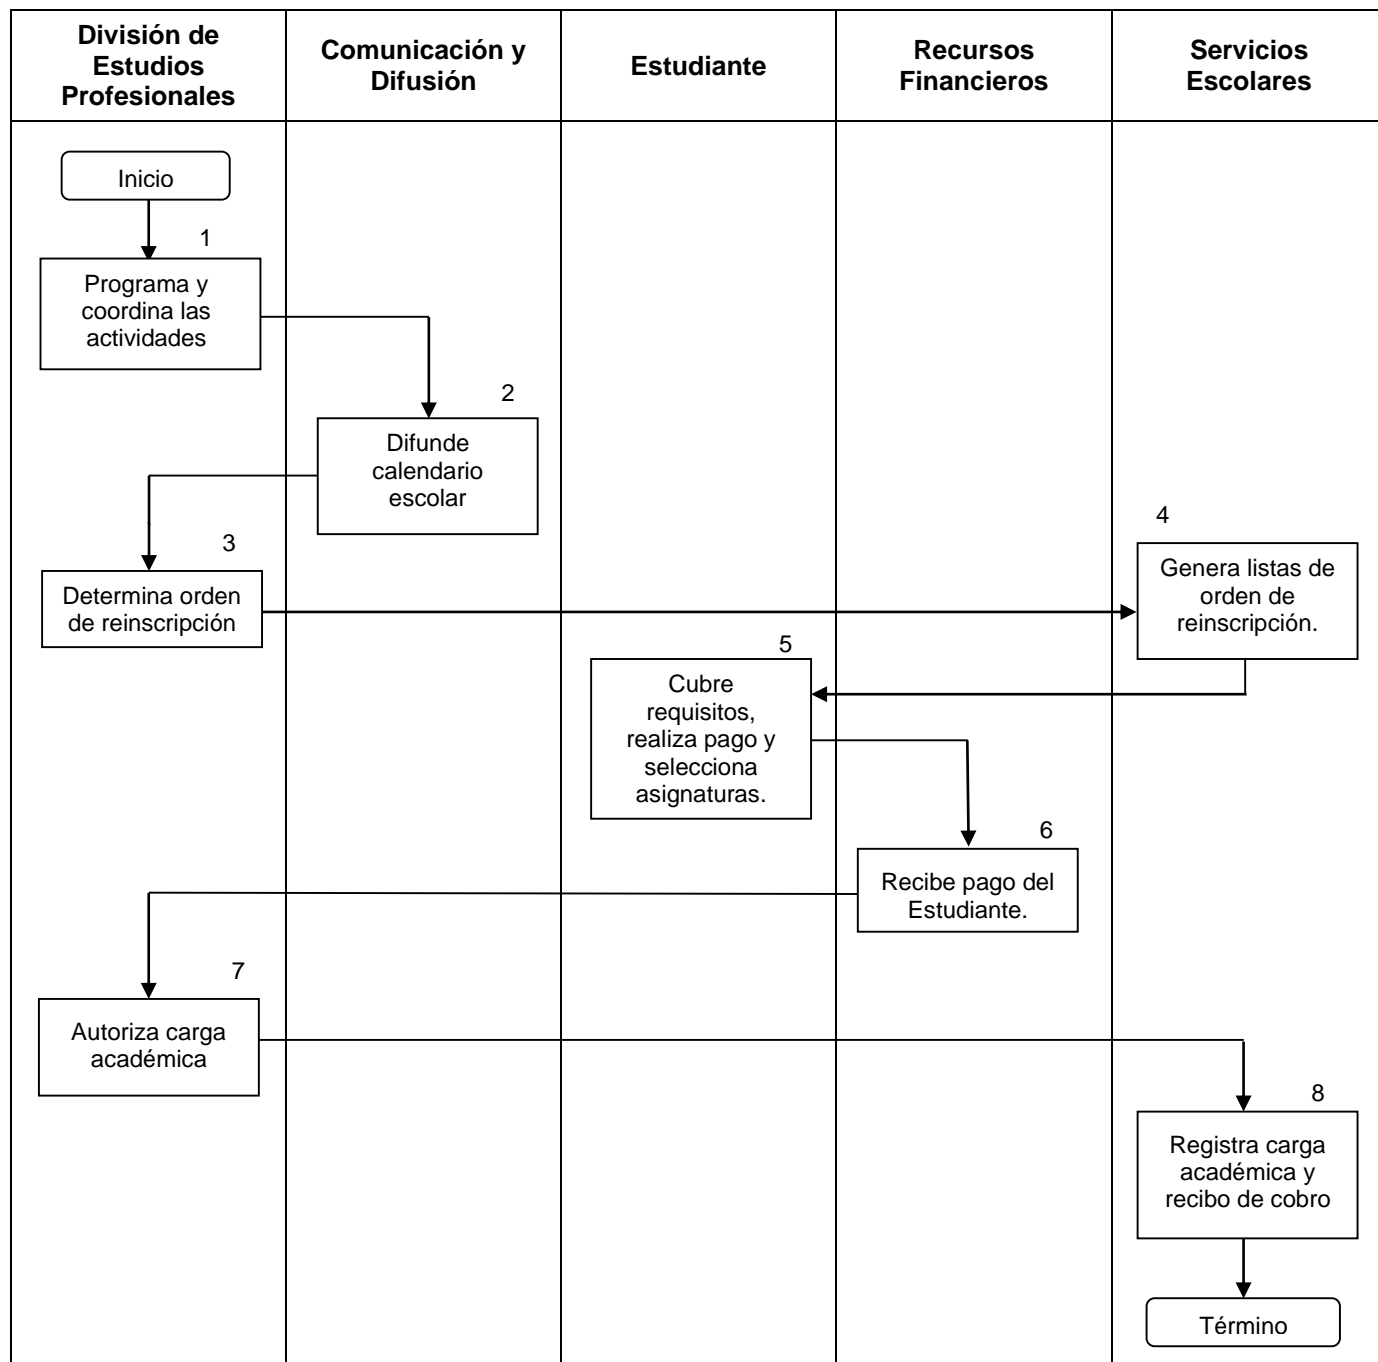 División de
Estudios
Profesionales
Comunicación y
Difusión
Estudiante
Recursos
Financieros
Servicios
Escolares
Inicio
1
Programa y
coordina las
actividades
2
Difunde
calendario
escolar
3
Determina orden
de reinscripción
4
Genera listas de
orden de
reinscripción.
5
Cubre
requisitos,
realiza pago y
selecciona
asignaturas.
6
Recibe pago del
Estudiante.
7
Autoriza carga
académica
8
Registra carga
académica y
recibo de cobro
Término